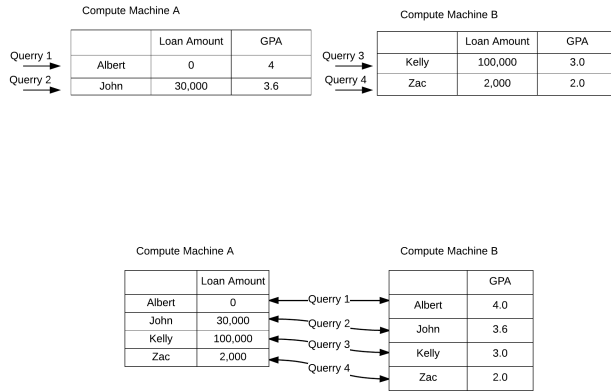 Compute Machine A
Compute Machine B
Loan Amount GPA
Loan Amount GPA
Querry 1
Albert 0 4
Querry 3
Kelly 100,000 3.0
Querry 2
John 30,000 3.6
Querry 4
Zac 2,000 2.0
Compute Machine A
Compute Machine B
Loan Amount
GPA
Albert 0
Querry 1
Albert 4.0
John 30,000
Querry 2
John 3.6
Kelly 100,000
Querry 3
Kelly 3.0
Zac 2,000
Querry 4
Zac 2.0